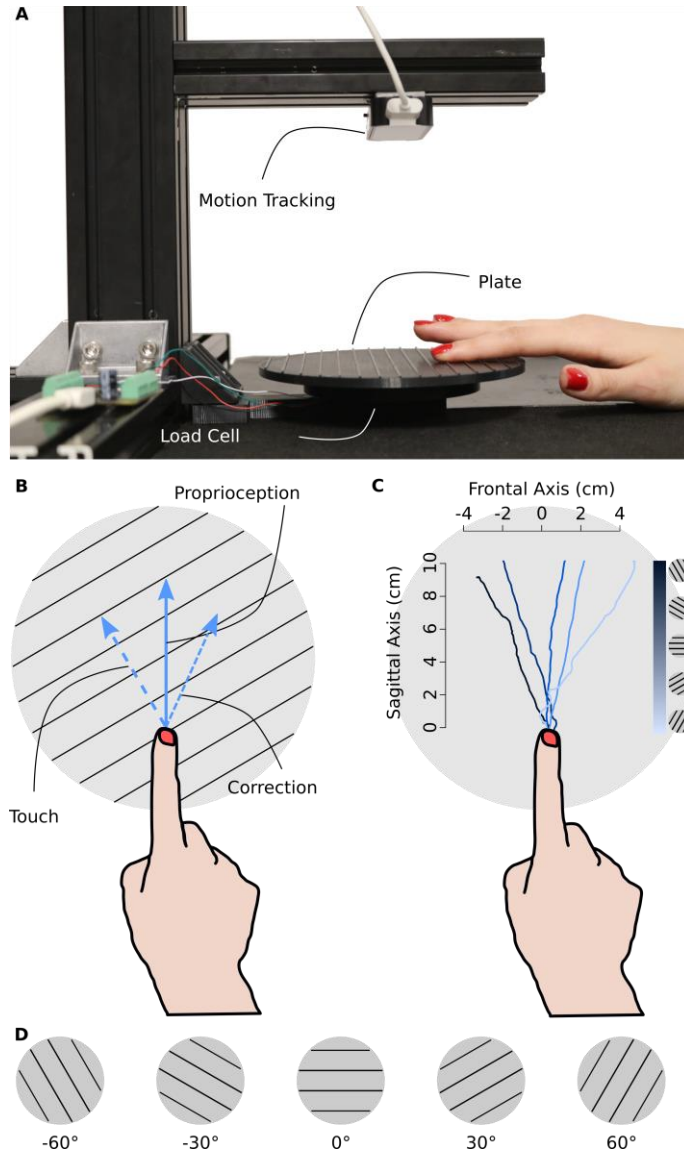 A
Motion Tracking
Plate
Load Cell
B
Proprioception
Touch
Correction
C
Frontal Axis (cm)
-4 -2 0 2 4
Sagittal Axis (cm)
10
8
6
4
2
0
D
-60° -30° 0° 30° 60°